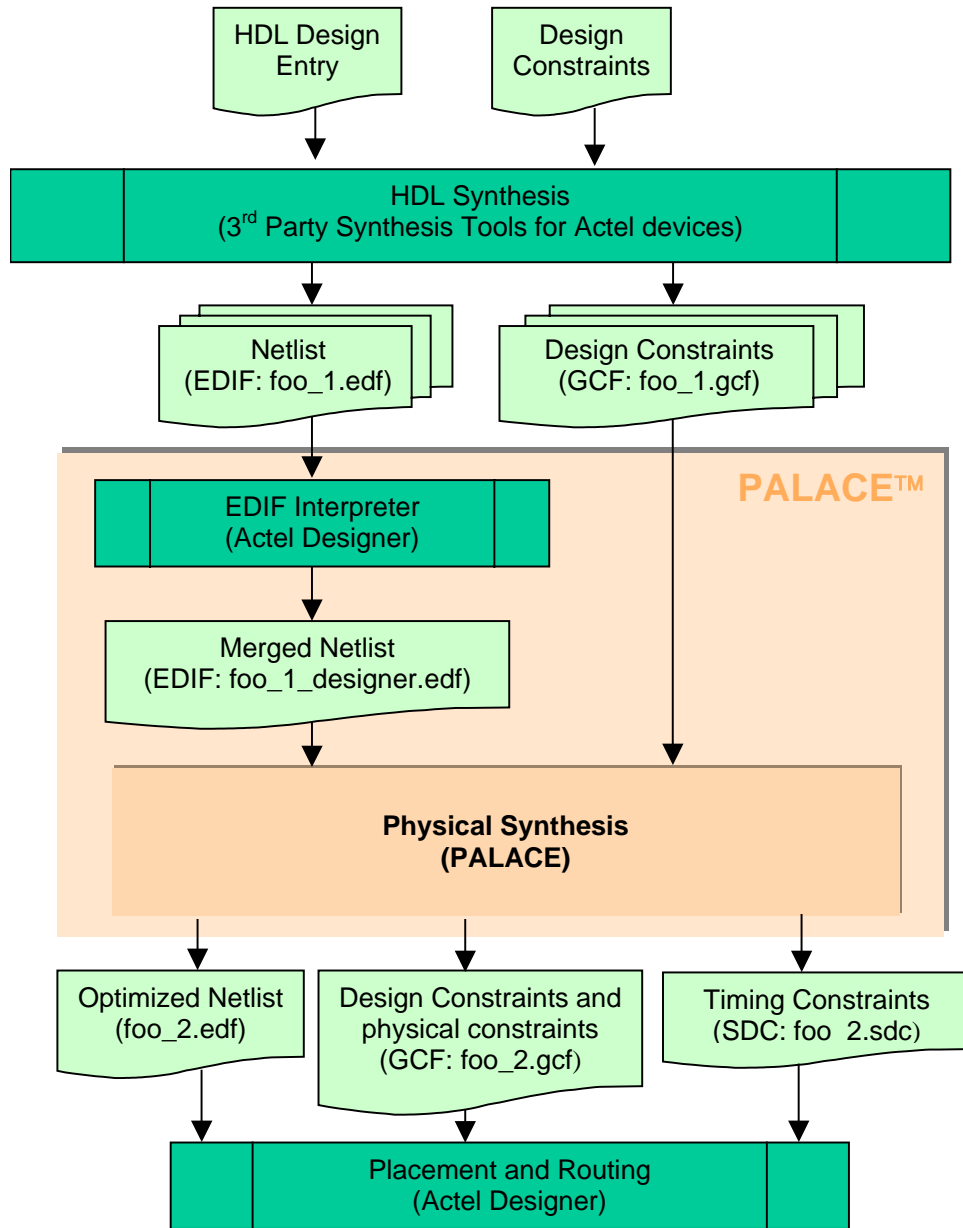 HDL Design
Entry
Design
Constraints
HDL Synthesis
(3rd Party Synthesis Tools for Actel devices)
Netlist
(EDIF: foo_1.edf)
Design Constraints
(GCF: foo_1.gcf)
PALACE™
EDIF Interpreter
(Actel Designer)
Merged Netlist
(EDIF: foo_1_designer.edf)
Physical Synthesis
(PALACE)
Optimized Netlist
(foo_2.edf)
Design Constraints and
physical constraints
(GCF: foo_2.gcf)
Timing Constraints
(SDC: foo 2.sdc)
Placement and Routing
(Actel Designer)